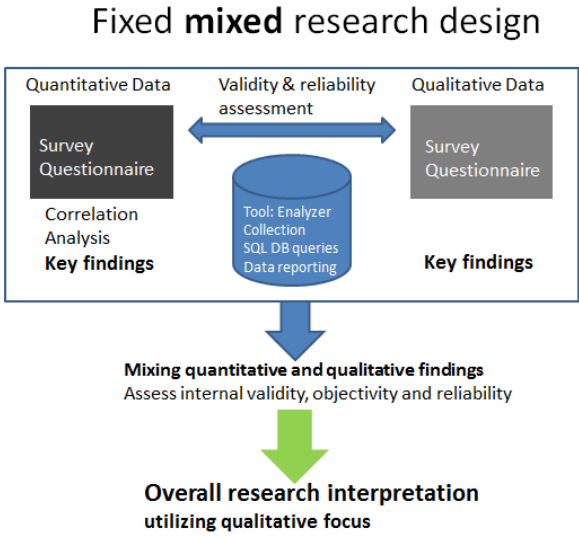 Fixed mixed research design
Quantitative Data
Validity & reliability
assessment
Qualitative Data
Survey
Questionnaire
Survey
Questionnaire
Correlation
Analysis
Key findings
Tool: Enalyzer
Collection
SQL DB queries
Data reporting
Key findings
Mixing quantitative and qualitative findings
Assess internal validity, objectivity and reliability
Overall research interpretation
utilizing qualitative focus